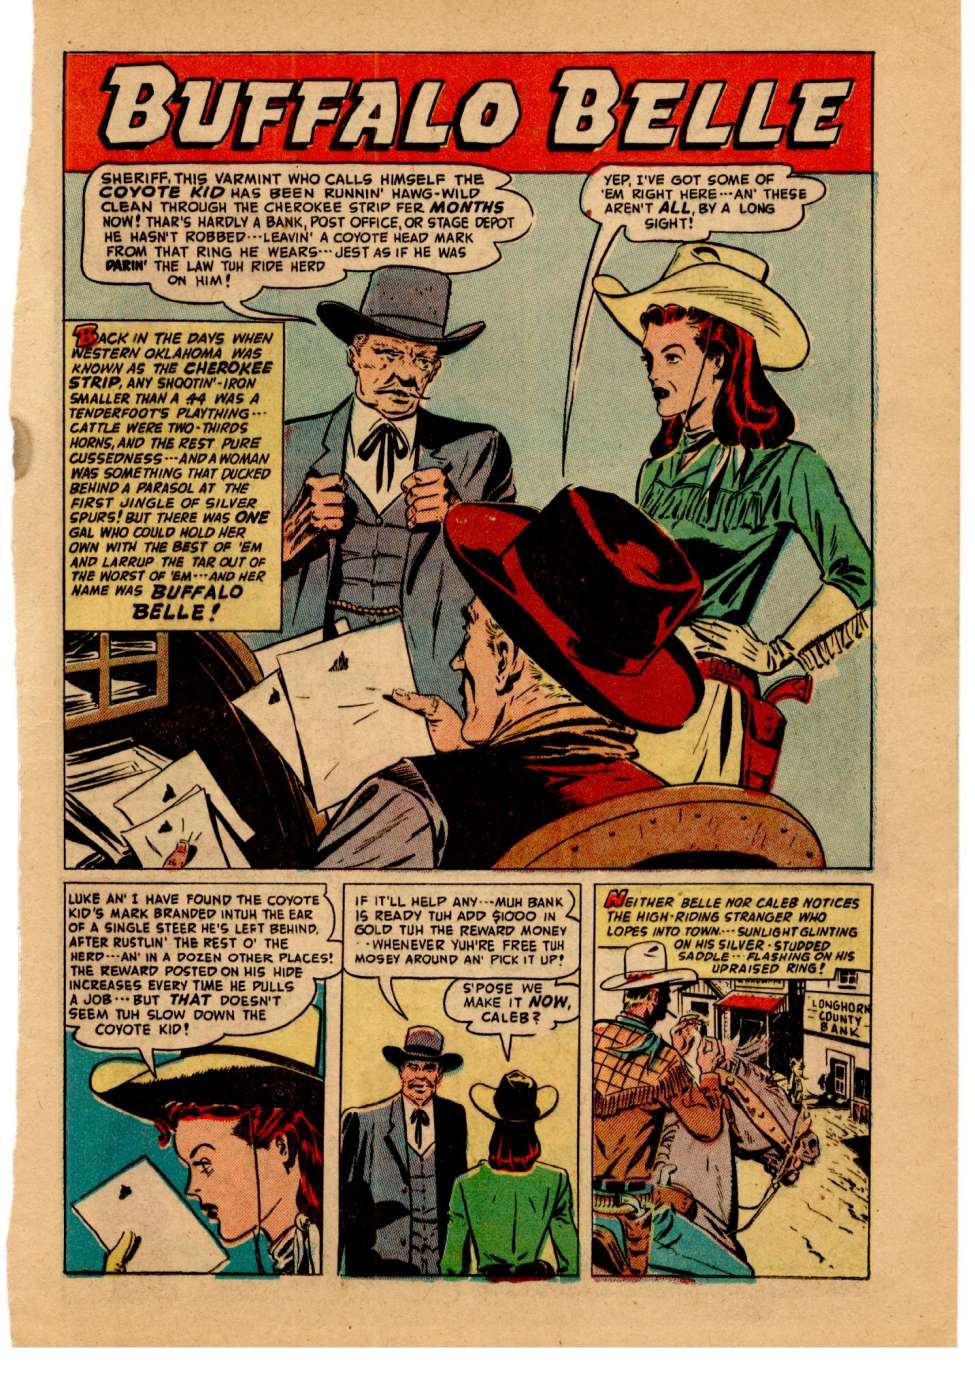 BUFFALO BELLE
SHERIFF, THIS VARMINT WHO CALLS HIMSELF THE
COYOTE KID HAS BEEN RUNNIN' HAWG-WILD
CLEAN THROUGH THE CHEROKEE STRIP FER MONTHS
NOW! THAR'S HARDLY A BANK, POST OFFICE, OR STAGE DEPOT
HE HASN'T ROBBED---LEAVIN' A COYOTE HEAD MARK
FROM THAT RING HE WEARS---JEST AS IF HE WAS
DARIN' THE LAW TUH RIDE HERD
ON HIM!
YEP, I'VE GOT SOME OF
'EM RIGHT HERE---AN' THESE
AREN'T ALL, BY A LONG
SIGHT!
BACK IN THE DAYS WHEN
WESTERN OKLAHOMA WAS
KNOWN AS THE CHEROKEE
STRIP, ANY SHOOTIN'-IRON
SMALLER THAN A .44 WAS A
TENDERFOOT'S PLAYTHING---
CATTLE WERE TWO-THIRDS
HORNS, AND THE REST PURE
CUSSEDNESS---AND A WOMAN
WAS SOMETHING THAT DUCKED
BEHIND A PARASOL AT THE
FIRST JINGLE OF SILVER
SPURS! BUT THERE WAS ONE
GAL WHO COULD HOLD HER
OWN WITH THE BEST OF 'EM
AND LARRUP THE TAR OUT OF
THE WORST OF 'EM---AND HER
NAME WAS BUFFALO
BELLE!
LUKE AN' I HAVE FOUND THE COYOTE
KID'S MARK BRANDED INTUH THE EAR
OF A SINGLE STEER HE'S LEFT BEHIND,
AFTER RUSTLIN' THE REST O' THE
HERD---AN' IN A DOZEN OTHER PLACES!
THE REWARD POSTED ON HIS HIDE
INCREASES EVERY TIME HE PULLS
A JOB---BUT THAT DOESN'T
SEEM TUH SLOW DOWN THE
COYOTE KID!
IF IT'LL HELP ANY---MUH BANK
IS READY TUH ADD $1000 IN
GOLD TUH THE REWARD MONEY
--WHENEVER YUH'RE FREE TUH
MOSEY AROUND AN' PICK IT UP!
S'POSE WE
MAKE IT NOW,
CALEB?
NEITHER BELLE NOR CALEB NOTICES
THE HIGH-RIDING STRANGER WHO
LOPES INTO TOWN---SUNLIGHT GLINTING
ON HIS SILVER-STUDDED
SADDLE--FLASHING ON HIS
UPRAISED RING!
LONGHORN
COUNTY
BANK